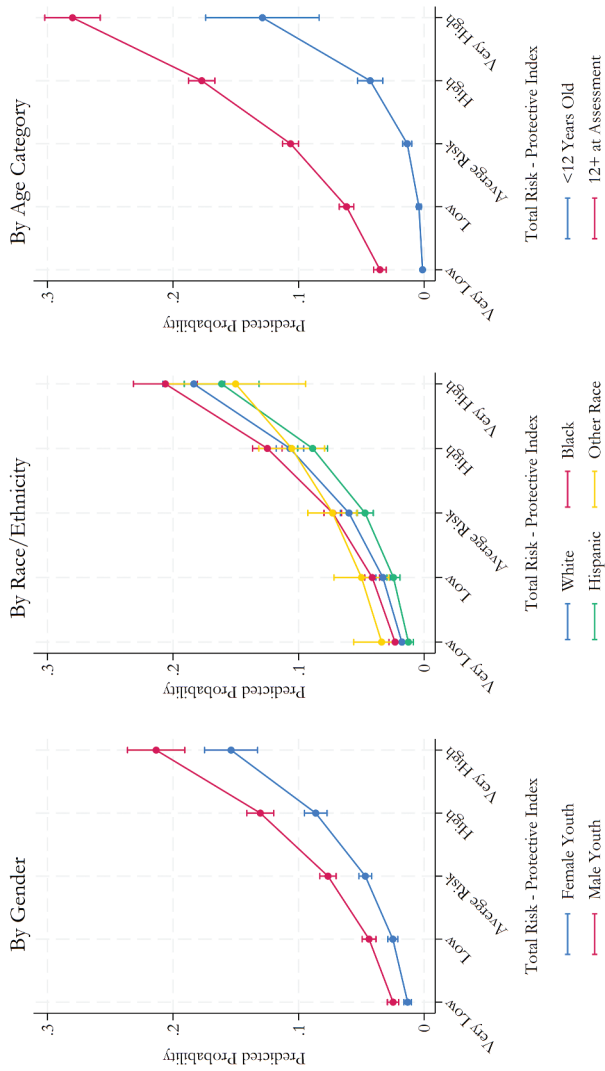 By Gender
Predicted Probability
.3
.2
.1
0
Very Low
Low
Averge Risk
High
Very High
Total Risk - Protective Index
Female Youth
Male Youth
By Race/Ethnicity
Predicted Probability
.3
.2
.1
0
Very Low
Low
Averge Risk
High
Very High
Total Risk - Protective Index
White
Black
Hispanic
Other Race
By Age Category
Predicted Probability
.3
.2
.1
0
Very Low
Low
Averge Risk
High
Very High
Total Risk - Protective Index
<12 Years Old
12+ at Assessment